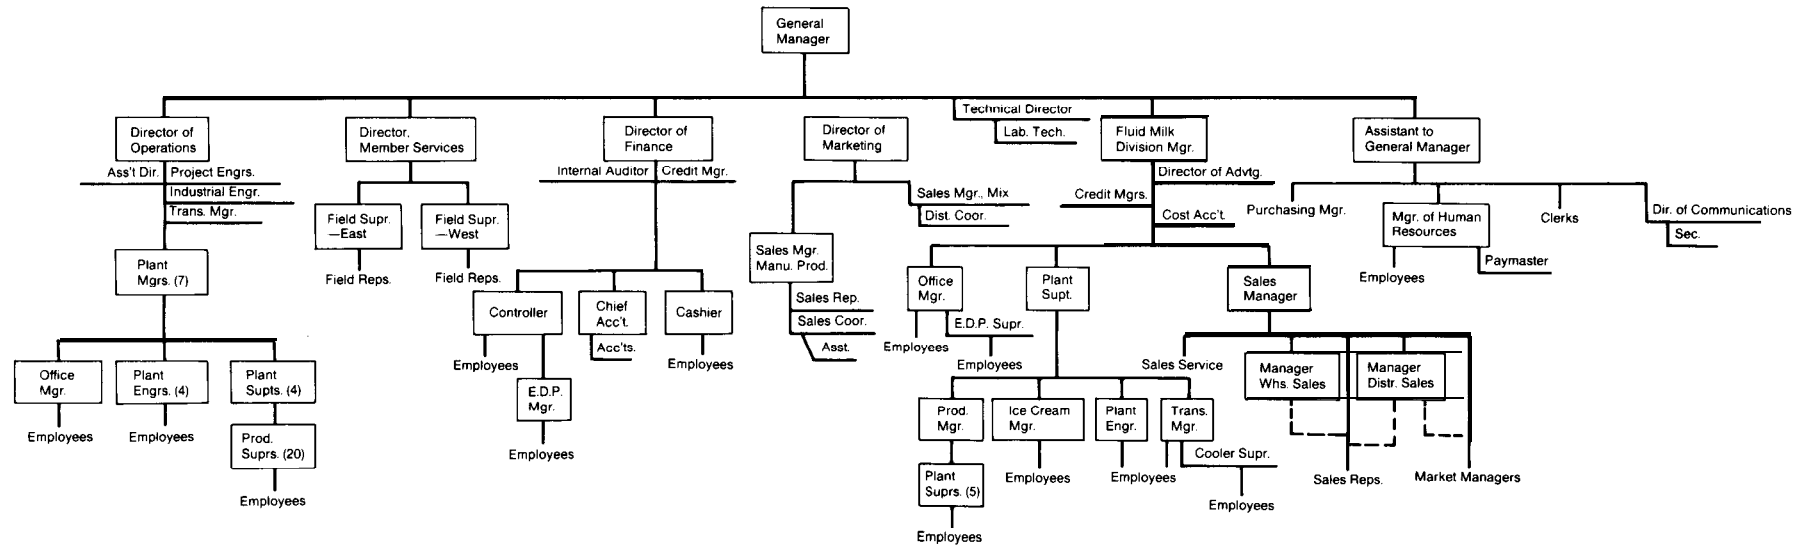 General
Manager
Technical Director
Lab. Tech.
Director of
Operations
Ass't Dir.
Project Engrs.
Industrial Engr.
Trans. Mgr.
Plant
Mgrs. (7)
Office
Mgr.
Employees
Plant
Engrs. (4)
Employees
Plant
Supts. (4)
Prod.
Suprs. (20)
Employees
Director,
Member Services
Field Supr.
—East
Field Reps.
Field Supr.
—West
Field Reps.
Director of
Finance
Internal Auditor
Credit Mgr.
Controller
Employees
E.D.P.
Mgr.
Employees
Chief
Acc't.
Acc'ts.
Cashier
Employees
Director of
Marketing
Sales Mgr., Mix
Dist. Coor.
Sales Mgr.
Manu. Prod.
Sales Rep.
Sales Coor.
Asst.
Fluid Milk
Division Mgr.
Director of Advtg.
Credit Mgrs.
Cost Acc't.
Office
Mgr.
Employees
E.D.P. Supr.
Employees
Plant
Supt.
Prod.
Mgr.
Plant
Suprs. (5)
Employees
Ice Cream
Mgr.
Employees
Plant
Engr.
Trans.
Mgr.
Employees
Cooler Supr.
Employees
Sales
Manager
Sales Service
Manager
Whs. Sales
Manager
Distr. Sales
Sales Reps.
Market Managers
Assistant to
General Manager
Purchasing Mgr.
Mgr. of Human
Resources
Employees
Paymaster
Clerks
Dir. of Communications
Sec.